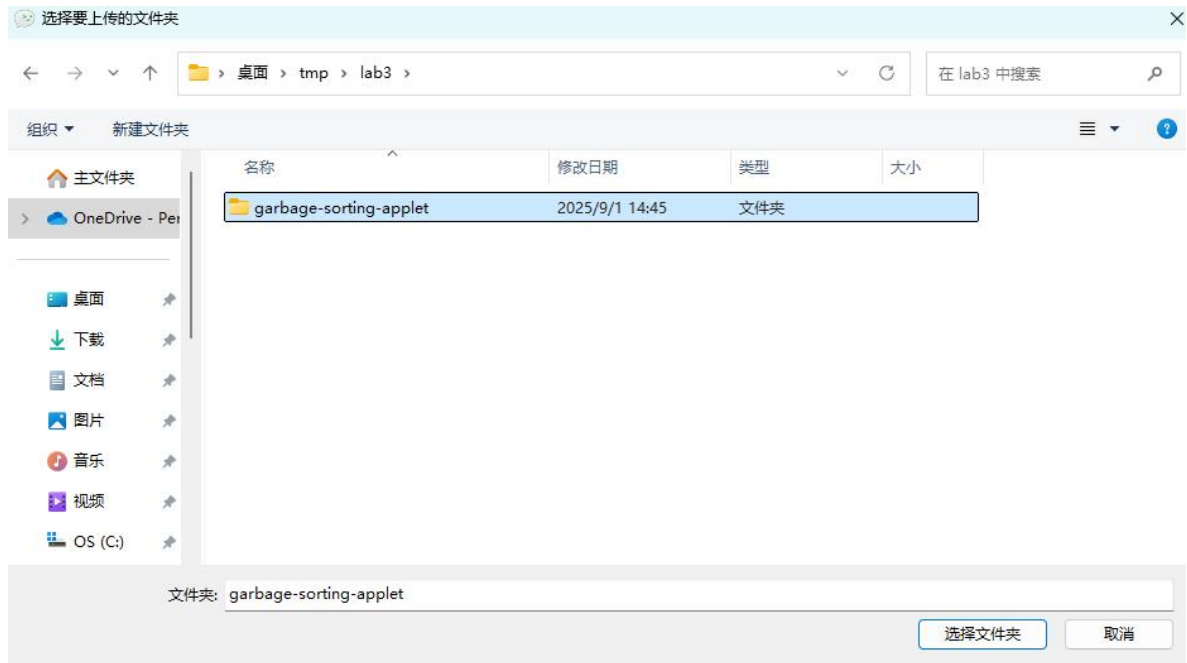 选择要上传的文件夹
桌面 > tmp > lab3 >
在 lab3 中搜索
组织
新建文件夹
名称 修改日期 类型 大小
garbage-sorting-applet 2025/9/1 14:45 文件夹
主文件夹
OneDrive - Per
桌面
下载
文档
图片
音乐
视频
OS (C:)
文件夹: garbage-sorting-applet
选择文件夹 取消